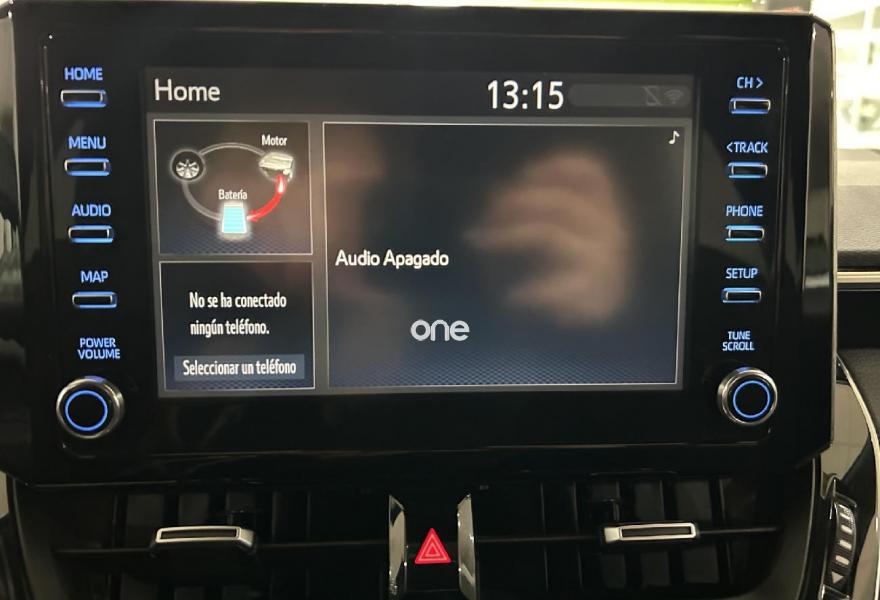 HOME
MENU
AUDIO
MAP
POWER
VOLUME
Home
13:15
Motor
Batería
No se ha conectado
ningún teléfono.
Seleccionar un teléfono
Audio Apagado
one
CH >
< TRACK
PHONE
SETUP
TUNE
SCROLL